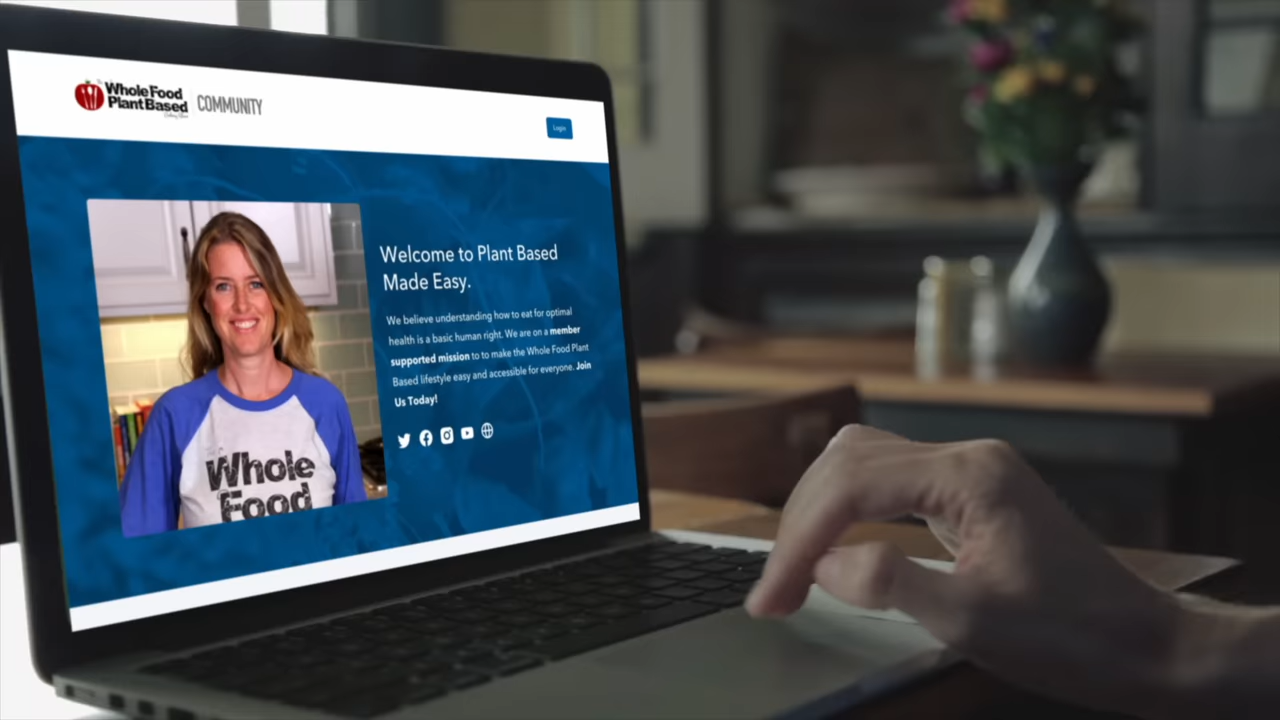 Whole Food
Plant Based
COMMUNITY
Login
Welcome to Plant Based
Made Easy.
We believe understanding how to eat for optimal
health is a basic human right. We are on a member
supported mission to to make the Whole Food Plant
Based lifestyle easy and accessible for everyone. Join
Us Today!
Whole
Food